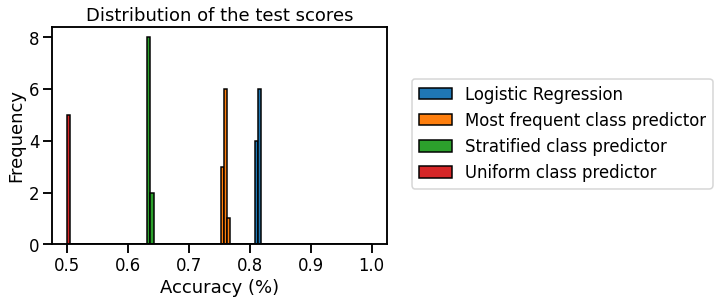 Distribution of the test scores
8
6
4
2
0
Frequency
0.5 0.6 0.7 0.8 0.9 1.0
Accuracy (%)
Logistic Regression
Most frequent class predictor
Stratified class predictor
Uniform class predictor